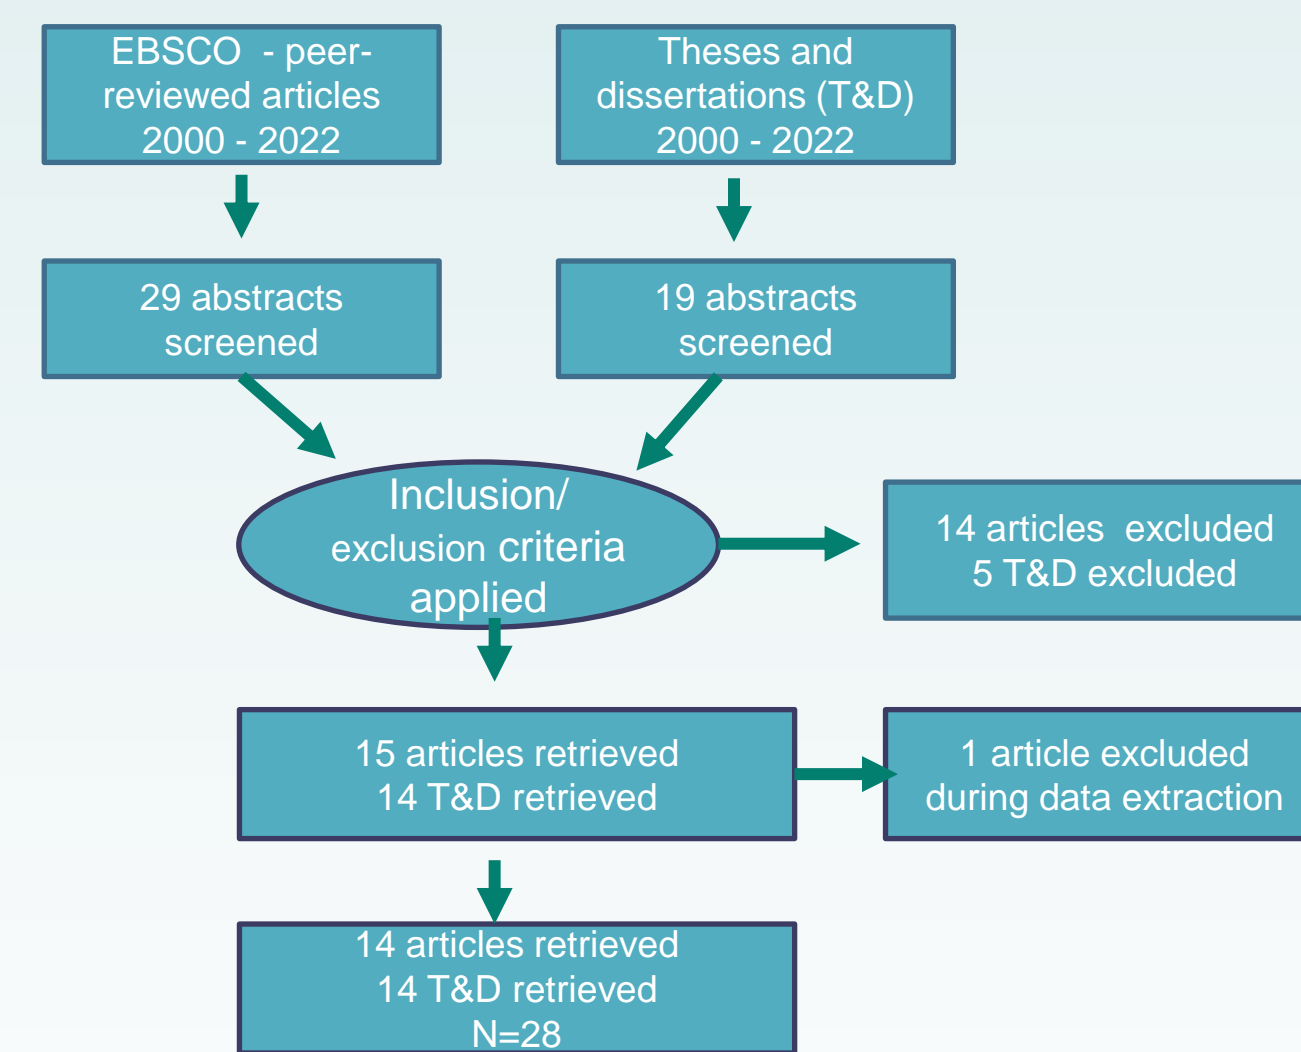 EBSCO - peer-
reviewed articles
2000 - 2022
Theses and
dissertations (T&D)
2000 - 2022
29 abstracts
screened
19 abstracts
screened
Inclusion/
exclusion criteria
applied
14 articles excluded
5 T&D excluded
15 articles retrieved
14 T&D retrieved
1 article excluded
during data extraction
14 articles retrieved
14 T&D retrieved
N=28